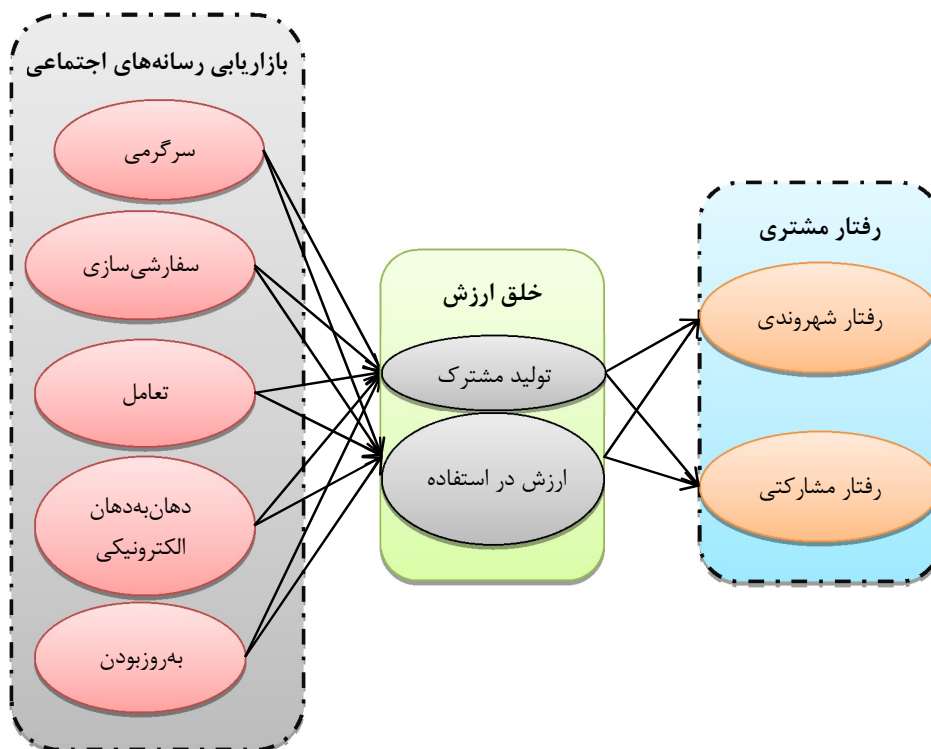 بازاریابی رسانه‌های اجتماعی
سرگرمی
سفارشی‌سازی
تعامل
دهان‌به‌دهان
الکترونیکی
به‌روزبودن
خلق ارزش
تولید مشترک
ارزش در استفاده
رفتار مشتری
رفتار شهروندی
رفتار مشارکتی